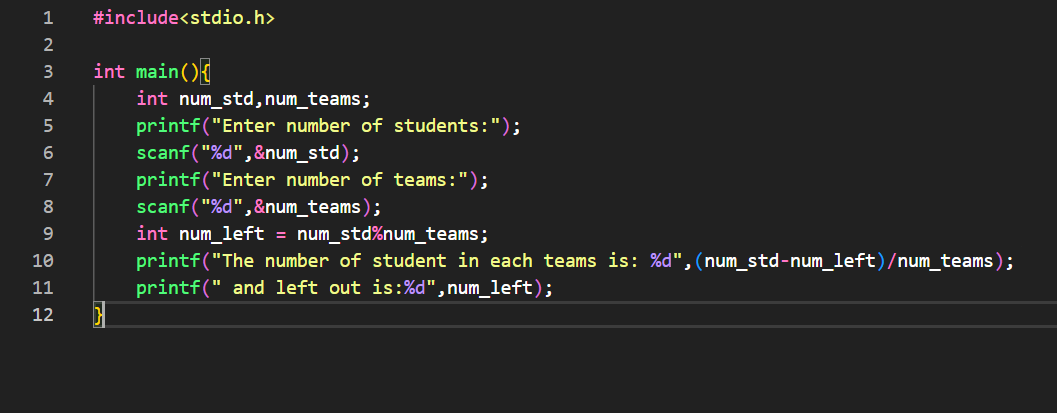 1 #include<stdio.h>
2
3 int main(){
4     int num_std,num_teams;
5     printf("Enter number of students:");
6     scanf("%d",&num_std);
7     printf("Enter number of teams:");
8     scanf("%d",&num_teams);
9     int num_left = num_std%num_teams;
10     printf("The number of student in each teams is: %d",(num_std-num_left)/num_teams);
11     printf(" and left out is:%d",num_left);
12 }